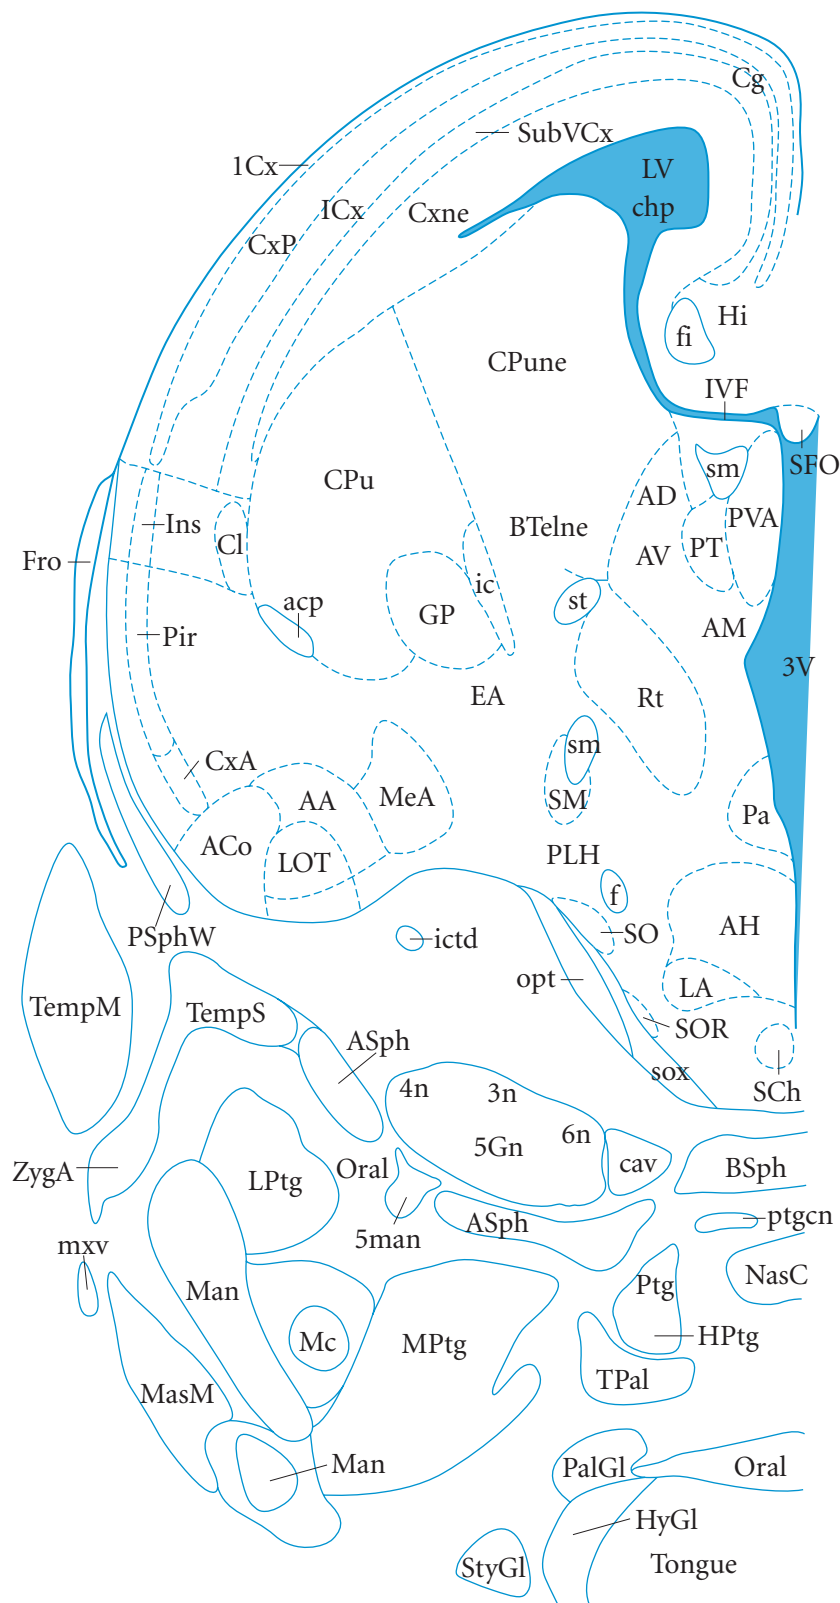 Cg
SubVCx
1Cx
LV
ICx
Cxne
chp
CxP
Hi
fi
CPune
IVF
SFO
sm
CPu
AD
PVA
Ins
BTelne
Cl
PT
AV
Fro
ic
acp
st
GP
AM
Pir
3V
EA
Rt
sm
CxA
MeA
SM
AA
Pa
ACo
PLH
LOT
f
AH
PSphW
ictd
SO
opt
LA
TempM
TempS
SOR
ASph
sox
4n
3n
SCh
6n
5Gn
cav
BSph
ZygA
Oral
LPtg
ptgcn
ASph
5man
mxv
NasC
Man
Ptg
HPtg
Mc
MPtg
TPal
MasM
Man
PalGl
Oral
HyGl
StyGl
Tongue